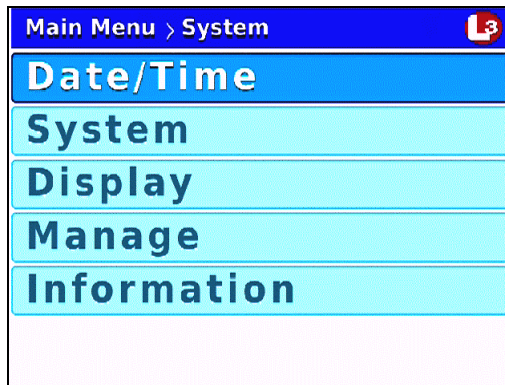 Main Menu > System L3
Date/Time
System
Display
Manage
Information